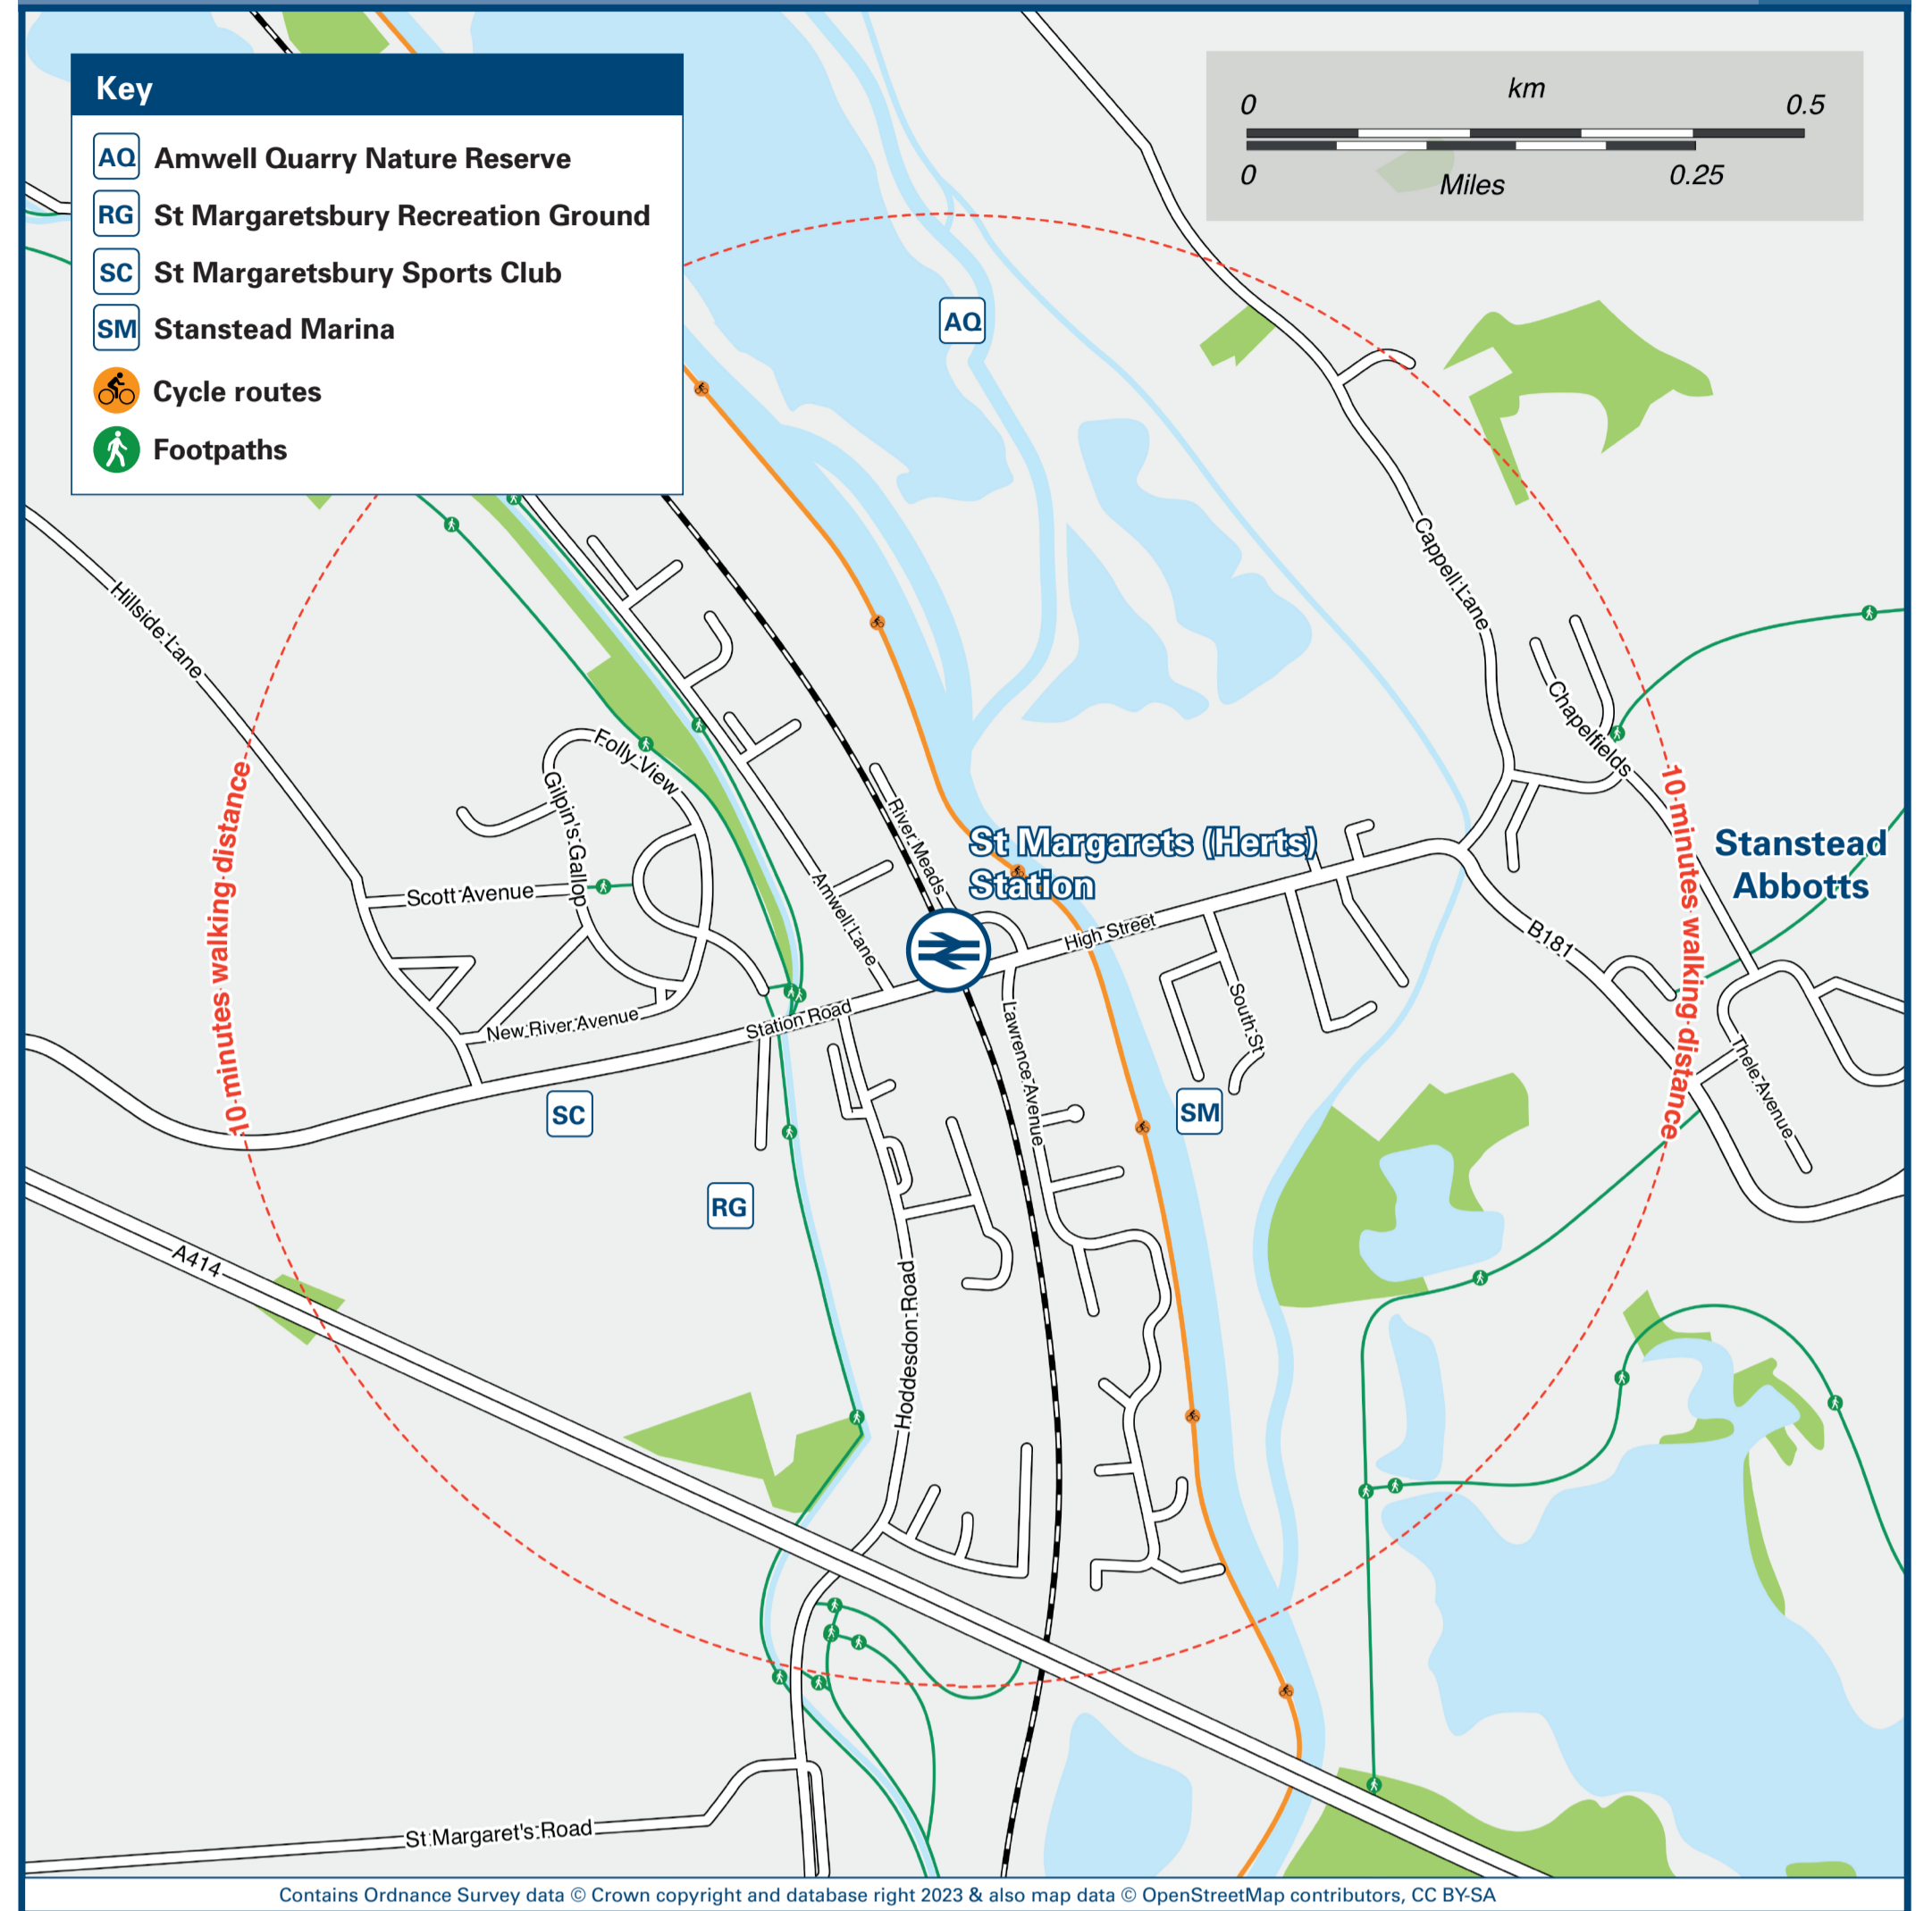 Key
AQ Amwell Quarry Nature Reserve
RG St Margaretsbury Recreation Ground
SC St Margaretsbury Sports Club
SM Stanstead Marina
Cycle routes
Footpaths
km
0 0.5
0 0.25
Miles
AQ
Cappell Lane
Hillside Lane
Chapelfields
Folly View
Gilpin's Gallop
River Meads
St Margarets (Herts)
Station
10 minutes walking distance
10 minutes walking distance
Stanstead
Abbotts
Scott Avenue
Amwell Lane
High Street
B181
South St
New River Avenue
Station Road
Lawrence Avenue
Thele Avenue
SC
SM
RG
A414
Hoddesdon Road
St Margaret's Road
Contains Ordnance Survey data © Crown copyright and database right 2023 & also map data © OpenStreetMap contributors, CC BY-SA